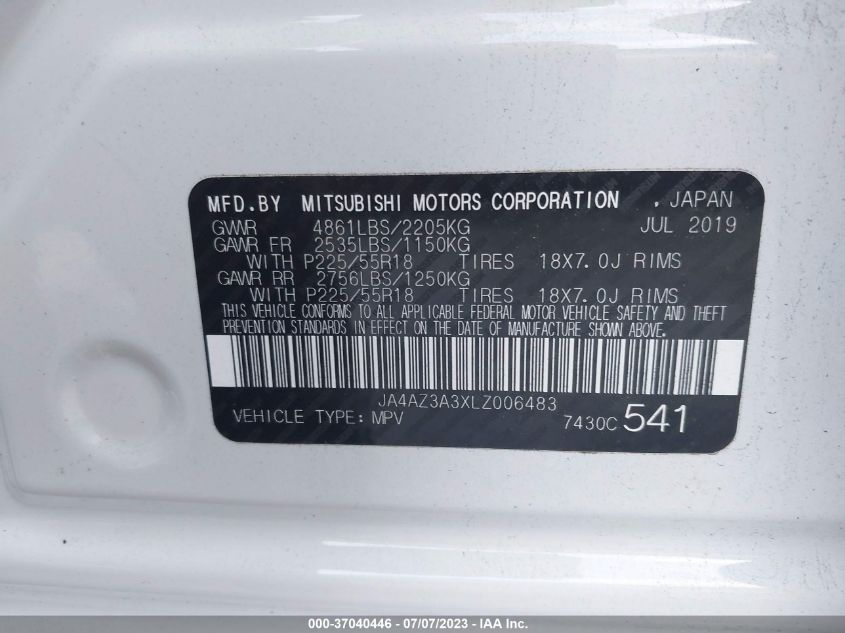 MFD.BY MITSUBISHI MOTORS CORPORATION , JAPAN
GVWR 4861LBS/2205KG JUL 2019
GAWR FR 2535LBS/1150KG
WITH P225/55R18 TIRES 18X7.0J RIMS
GAWR RR 2756LBS/1250KG
WITH P225/55R18 TIRES 18X7.0J RIMS
THIS VEHICLE CONFORMS TO ALL APPLICABLE FEDERAL MOTOR VEHICLE SAFETY AND THEFT
PREVENTION STANDARDS IN EFFECT ON THE DATE OF MANUFACTURE SHOWN ABOVE.
JA4AZ3A3XLZ006483
VEHICLE TYPE: MPV 7430C 541
000-37040446 - 07/07/2023 - IAA Inc.